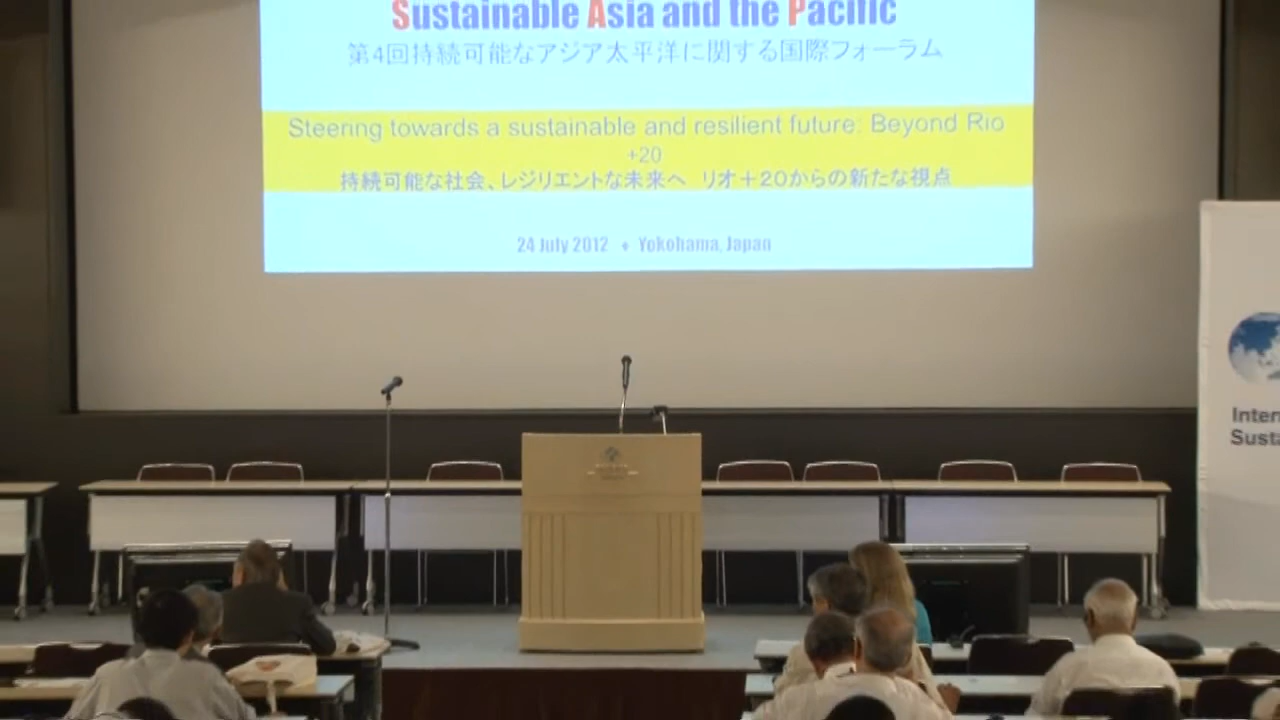 Sustainable Asia and the Pacific
第4回持続可能なアジア太平洋に関する国際フォーラム
Steering towards a sustainable and resilient future: Beyond Rio
+20
持続可能な社会、レジリエントな未来へ リオ＋２０からの新たな視点
24 July 2012 ♦ Yokohama, Japan
Inter
Susta